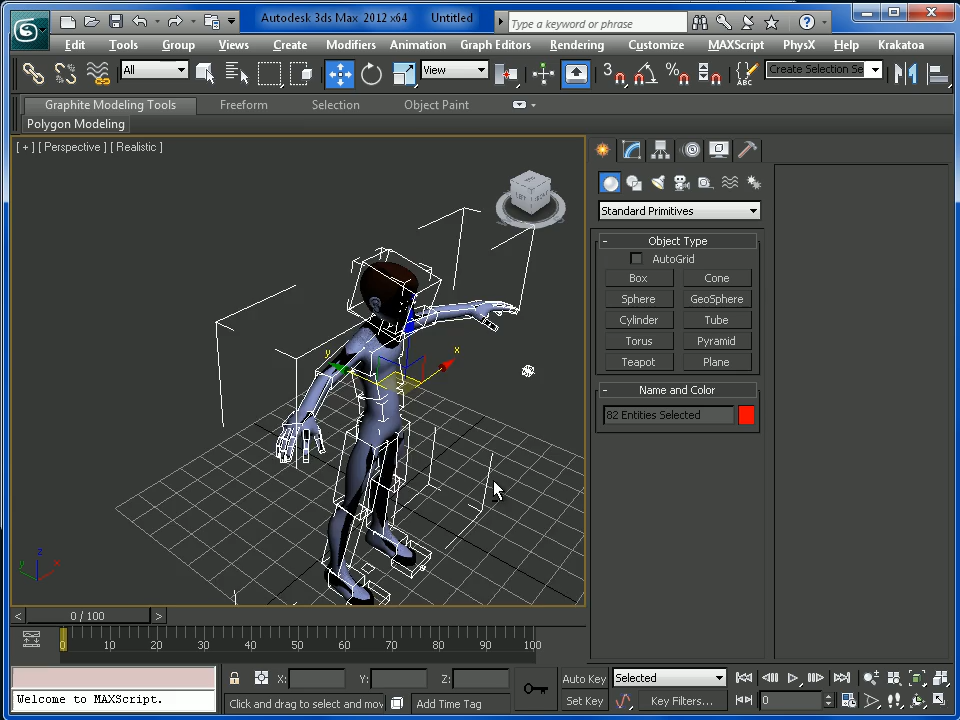 Autodesk 3ds Max 2012 x64 Untitled
Type a keyword or phrase
Edit Tools Group Views Create Modifiers Animation Graph Editors Rendering Customize MAXScript PhysX Help Krakatoa
All View 3 % ABC Create Selection Se
Graphite Modeling Tools Freeform Selection Object Paint
Polygon Modeling
[ + ] [ Perspective ] [ Realistic ]
Standard Primitives
- Object Type
AutoGrid
Box Cone
Sphere GeoSphere
Cylinder Tube
Torus Pyramid
Teapot Plane
- Name and Color
82 Entities Selected
y x
z
y x
< 0 / 100 >
0 10 20 30 40 50 60 70 80 90 100
X: Y: Z: Auto Key Selected
Welcome to MAXScript.
Click and drag to select and mov Add Time Tag Set Key Key Filters... 0